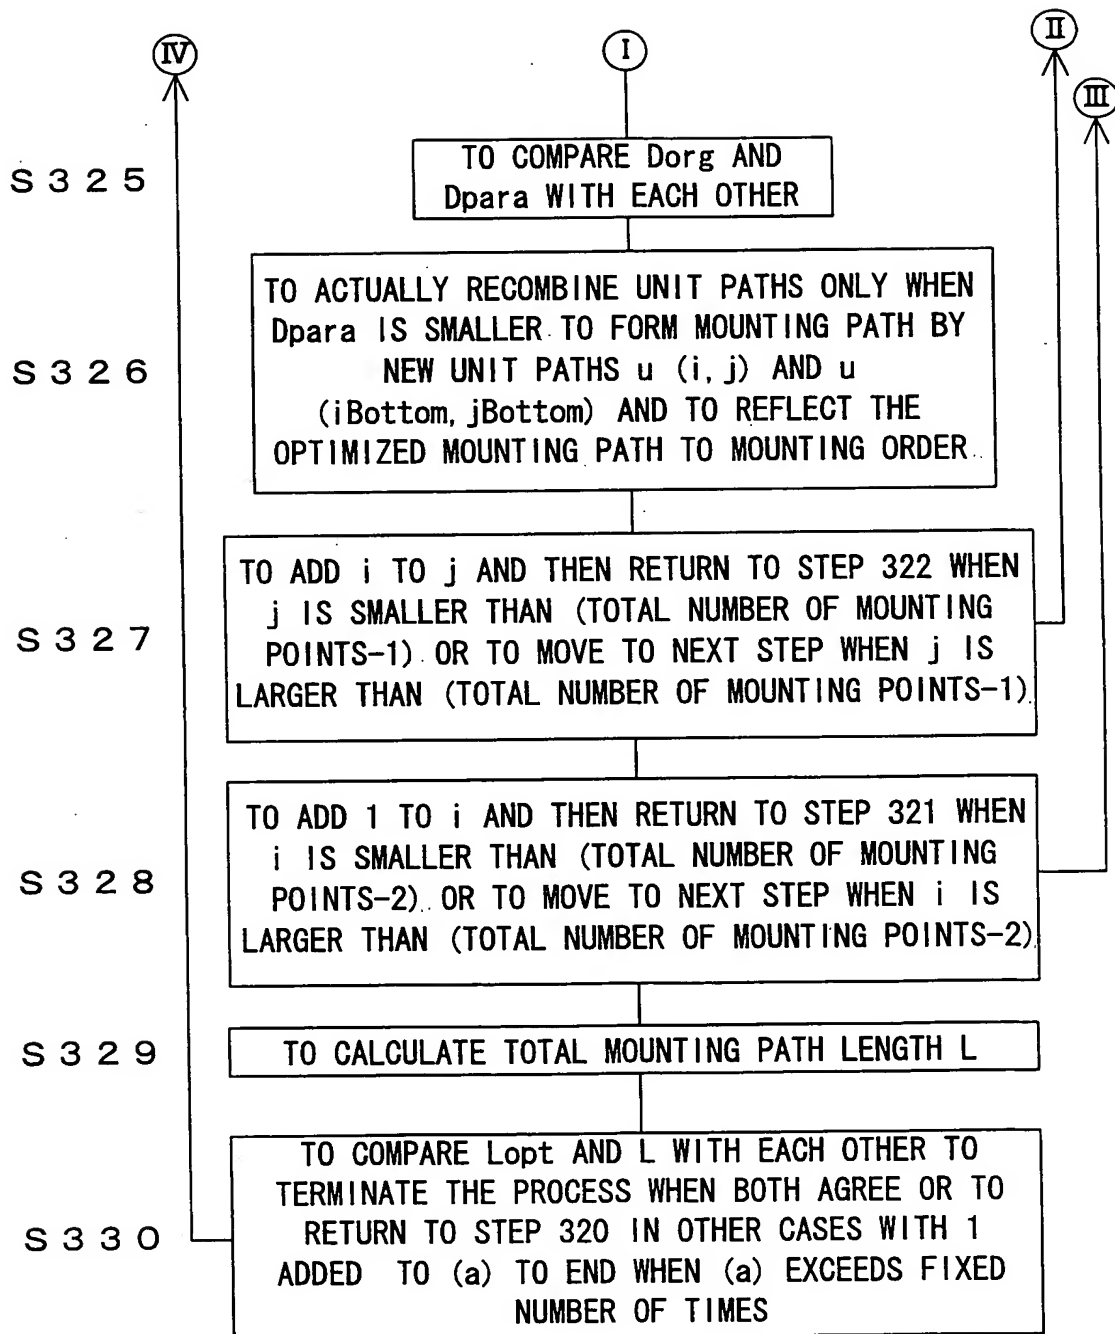 IV
I
II
III
S325
TO COMPARE Dorg AND
Dpara WITH EACH OTHER
S326
TO ACTUALLY RECOMBINE UNIT PATHS ONLY WHEN
Dpara IS SMALLER TO FORM MOUNTING PATH BY
NEW UNIT PATHS u (i, j) AND u
(iBottom, jBottom) AND TO REFLECT THE
OPTIMIZED MOUNTING PATH TO MOUNTING ORDER
S327
TO ADD i TO j AND THEN RETURN TO STEP 322 WHEN
j IS SMALLER THAN (TOTAL NUMBER OF MOUNTING
POINTS-1) OR TO MOVE TO NEXT STEP WHEN j IS
LARGER THAN (TOTAL NUMBER OF MOUNTING POINTS-1)
S328
TO ADD 1 TO i AND THEN RETURN TO STEP 321 WHEN
i IS SMALLER THAN (TOTAL NUMBER OF MOUNTING
POINTS-2) OR TO MOVE TO NEXT STEP WHEN i IS
LARGER THAN (TOTAL NUMBER OF MOUNTING POINTS-2)
S329
TO CALCULATE TOTAL MOUNTING PATH LENGTH L
S330
TO COMPARE Lopt AND L WITH EACH OTHER TO
TERMINATE THE PROCESS WHEN BOTH AGREE OR TO
RETURN TO STEP 320 IN OTHER CASES WITH 1
ADDED TO (a) TO END WHEN (a) EXCEEDS FIXED
NUMBER OF TIMES